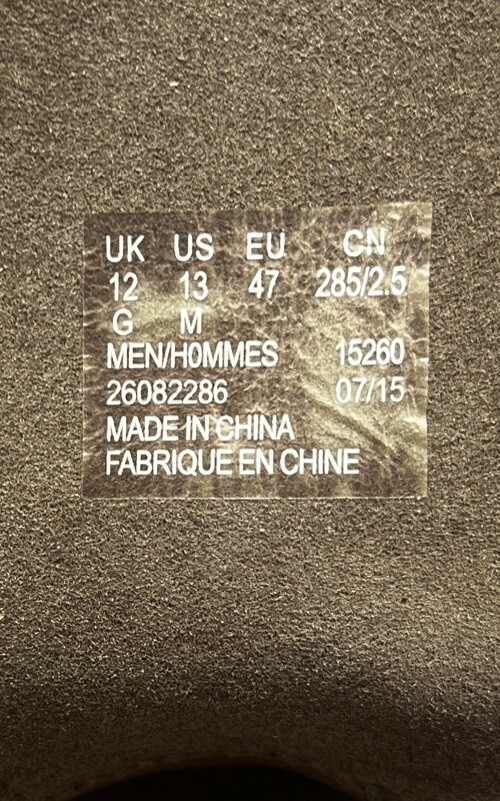 UK US EU CN
12 13 47 285/2.5
G M
MEN/HOMMES 15260
26082286 07/15
MADE IN CHINA
FABRIQUE EN CHINE